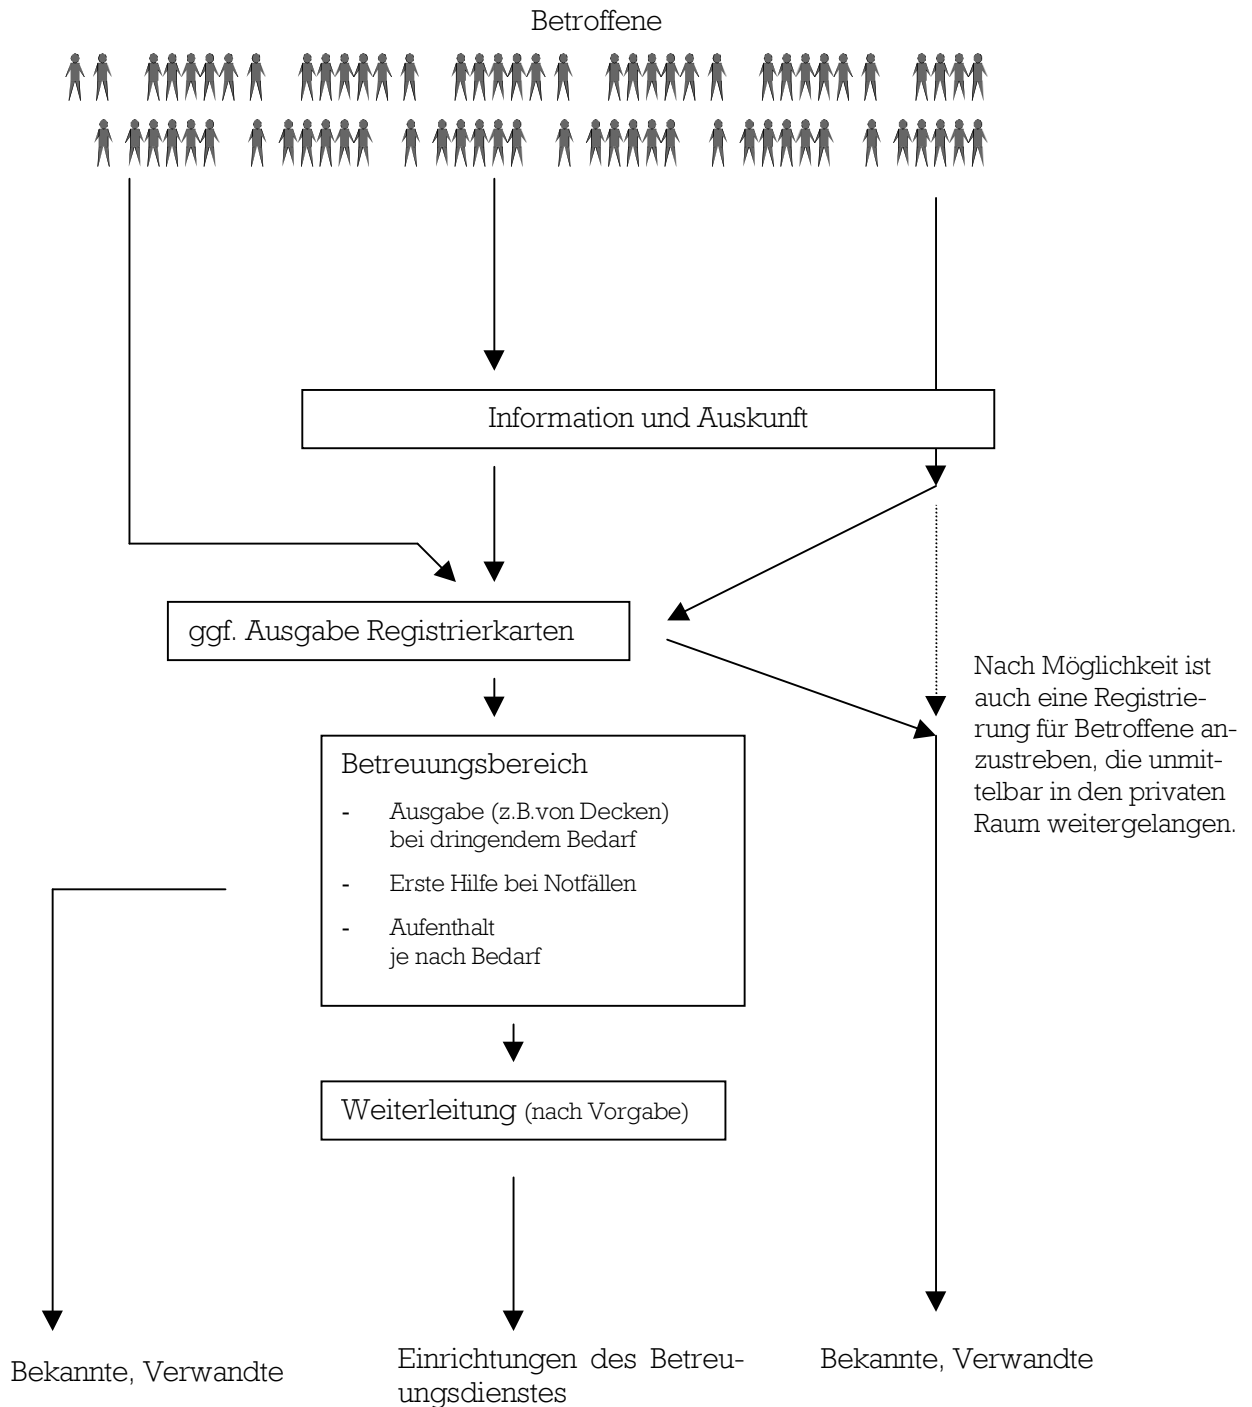 Betroffene
Information und Auskunft
ggf. Ausgabe Registrierkarten
Nach Möglichkeit ist
auch eine Registrie-
rung für Betroffene an-
zustreben, die unmit-
telbar in den privaten
Raum weitergelangen.
Betreuungsbereich
- Ausgabe (z.B.von Decken)
bei dringendem Bedarf
- Erste Hilfe bei Notfällen
- Aufenthalt
je nach Bedarf
Weiterleitung (nach Vorgabe)
Bekannte, Verwandte
Einrichtungen des Betreu-
ungsdienstes
Bekannte, Verwandte